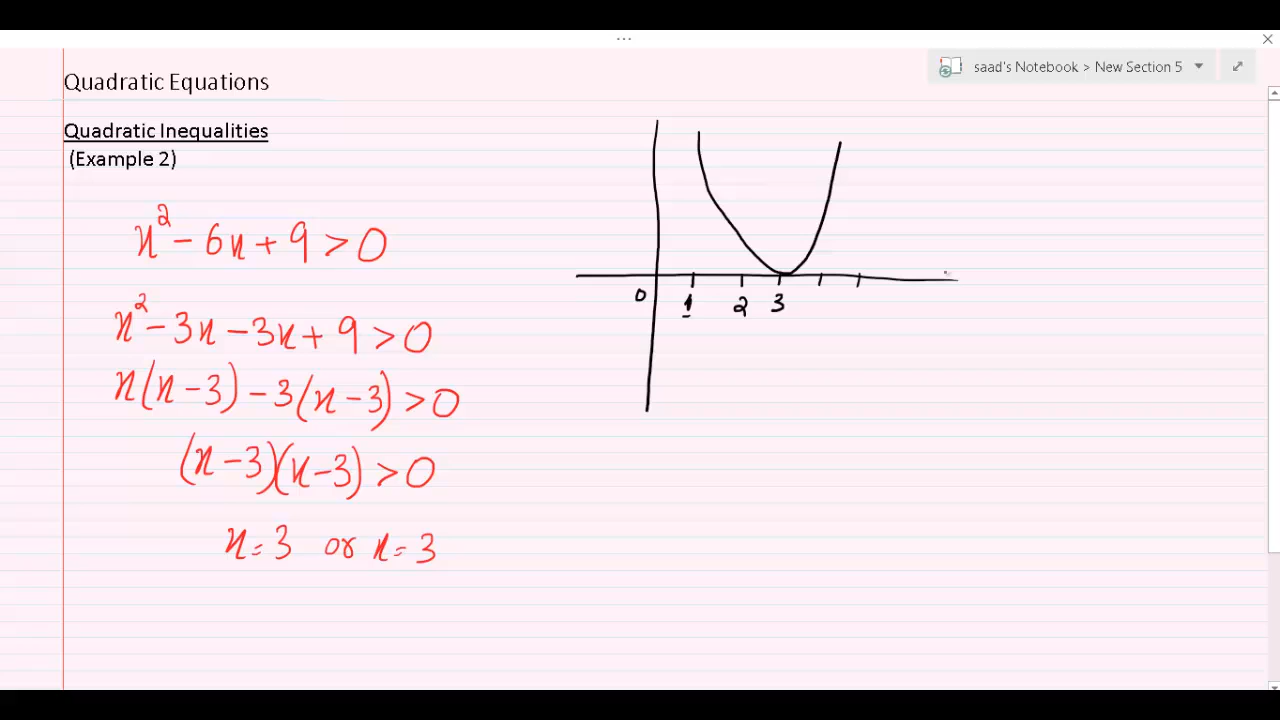 Quadratic Equations
saad's Notebook > New Section 5
Quadratic Inequalities
(Example 2)
x² - 6x + 9 > 0
x² - 3x - 3x + 9 > 0
x(x - 3) - 3(x - 3) > 0
(x - 3)(x - 3) > 0
x = 3 or x = 3
0 1 2 3